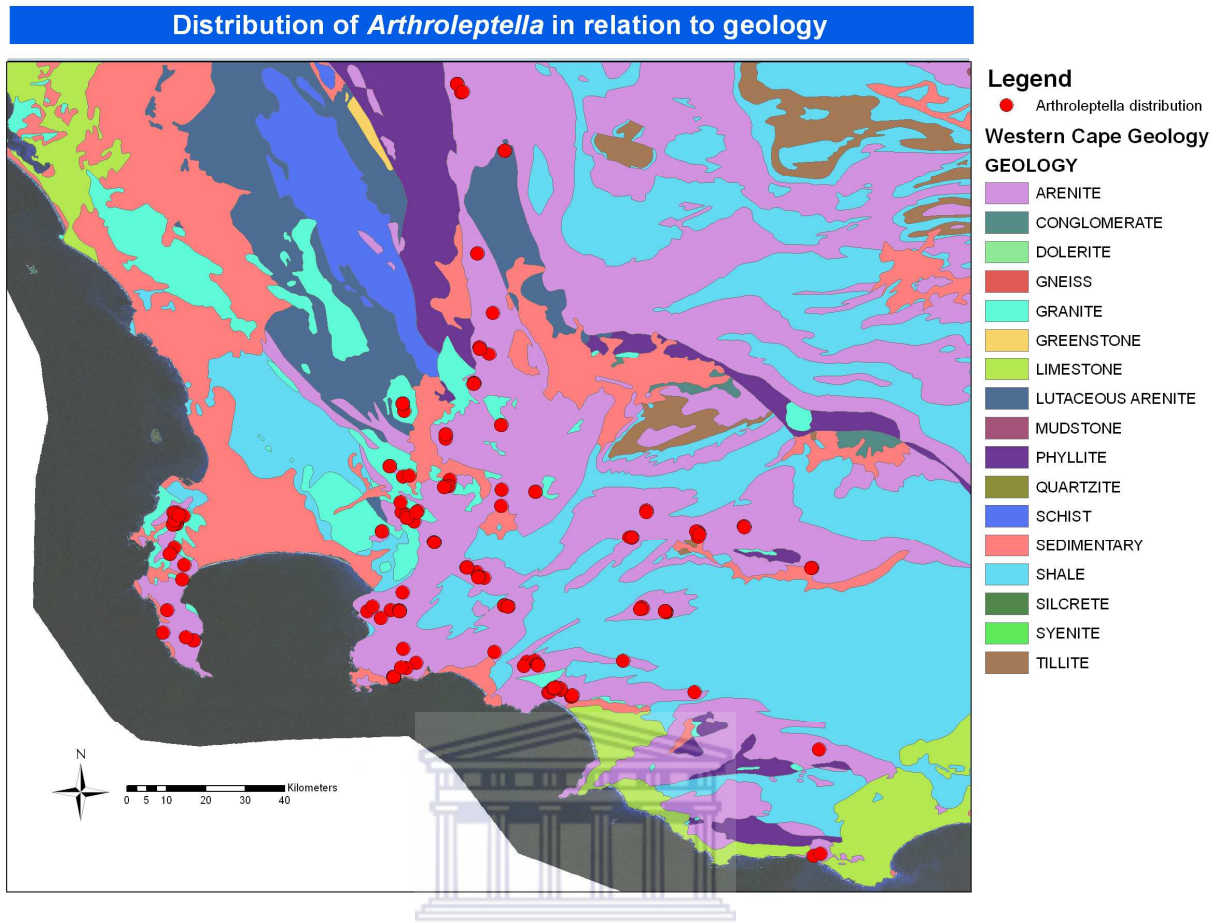 Distribution of Arthroleptella in relation to geology
Legend
Arthroleptella distribution
Western Cape Geology
GEOLOGY
ARENITE
CONGLOMERATE
DOLERITE
GNEISS
GRANITE
GREENSTONE
LIMESTONE
LUTACEOUS ARENITE
MUDSTONE
PHYLLITE
QUARTZITE
SCHIST
SEDIMENTARY
SHALE
SILCRETE
SYENITE
TILLITE
N
Kilometers
0 5 10 20 30 40